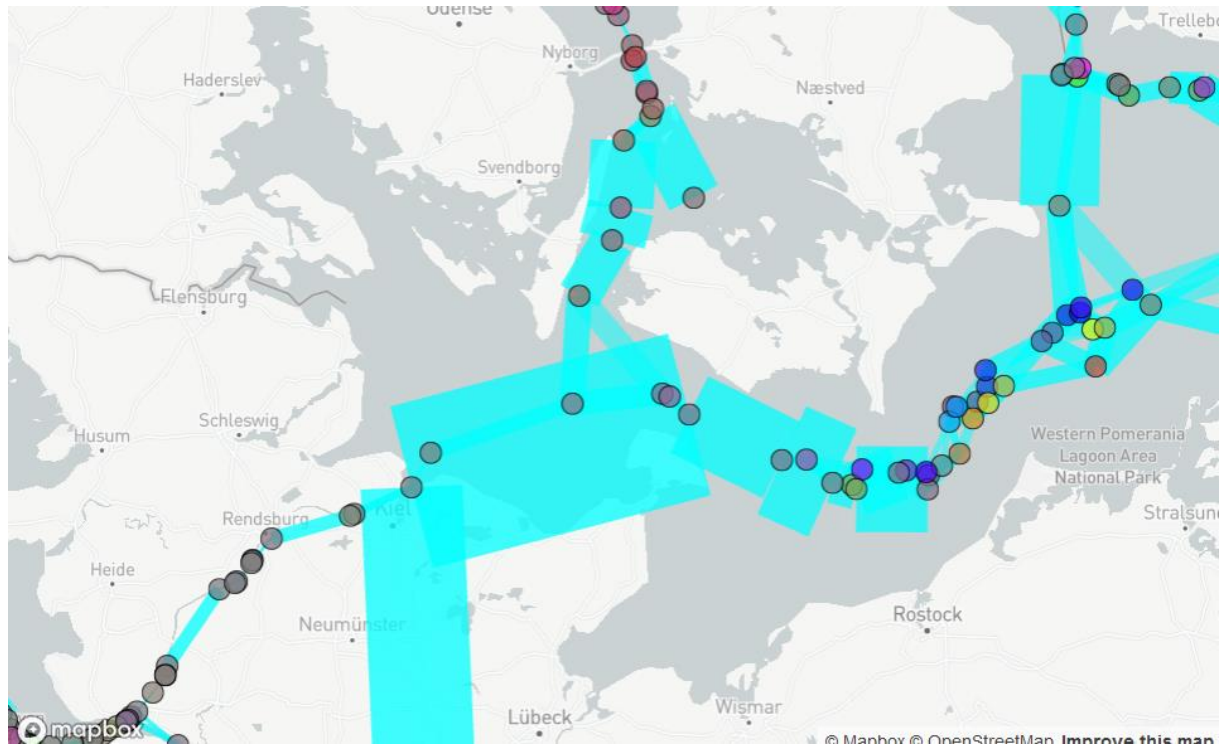 Odense
Trellebo
Nyborg
Haderslev
Næstved
Svendborg
Flensburg
Schleswig
Husum
Western Pomerania
Lagoon Area
National Park
Rendsburg
Kiel
Stralsund
Heide
Rostock
Neumünster
Wismar
Lübeck
mapbox
© Mapbox © OpenStreetMap Improve this map